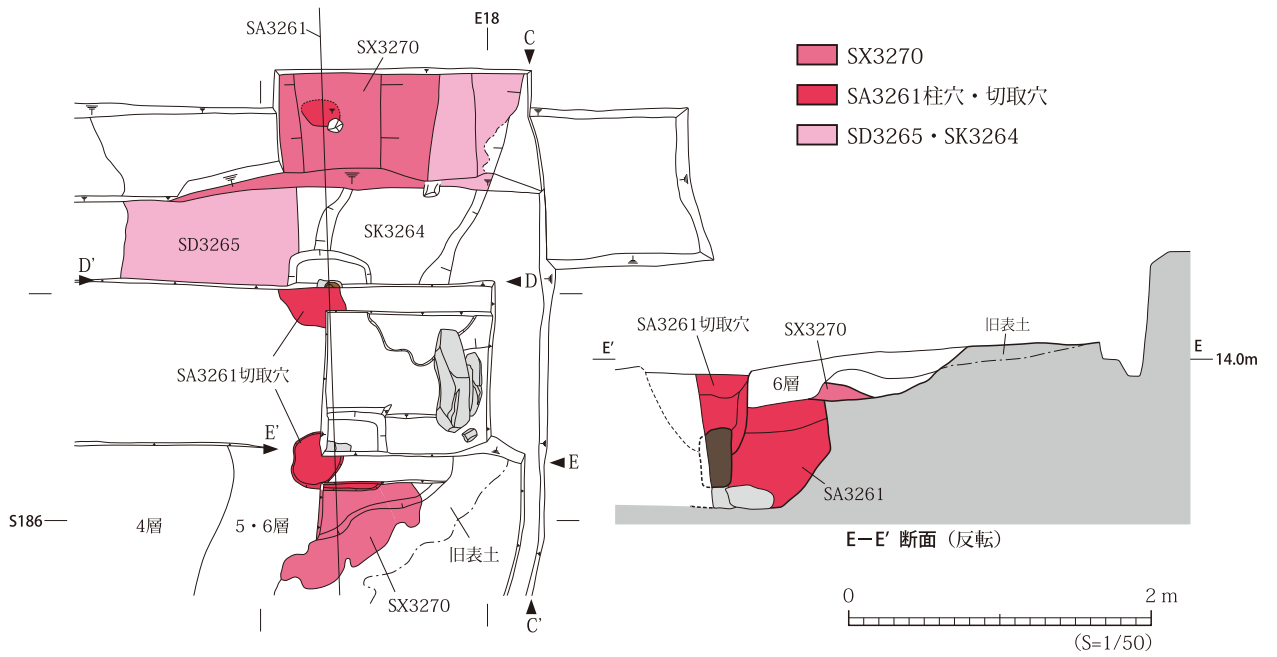 SA3261
SX3270
E18
C
SX3270
SA3261柱穴・切取穴
SD3265・SK3264
SD3265
SK3264
D'
D
SA3261切取穴
E'
E
S186
4層
5・6層
旧表土
SX3270
C'
SA3261切取穴
SX3270
旧表土
E'
E
14.0m
6層
SA3261
E−E' 断面（反転）
0
2 m
(S=1/50)